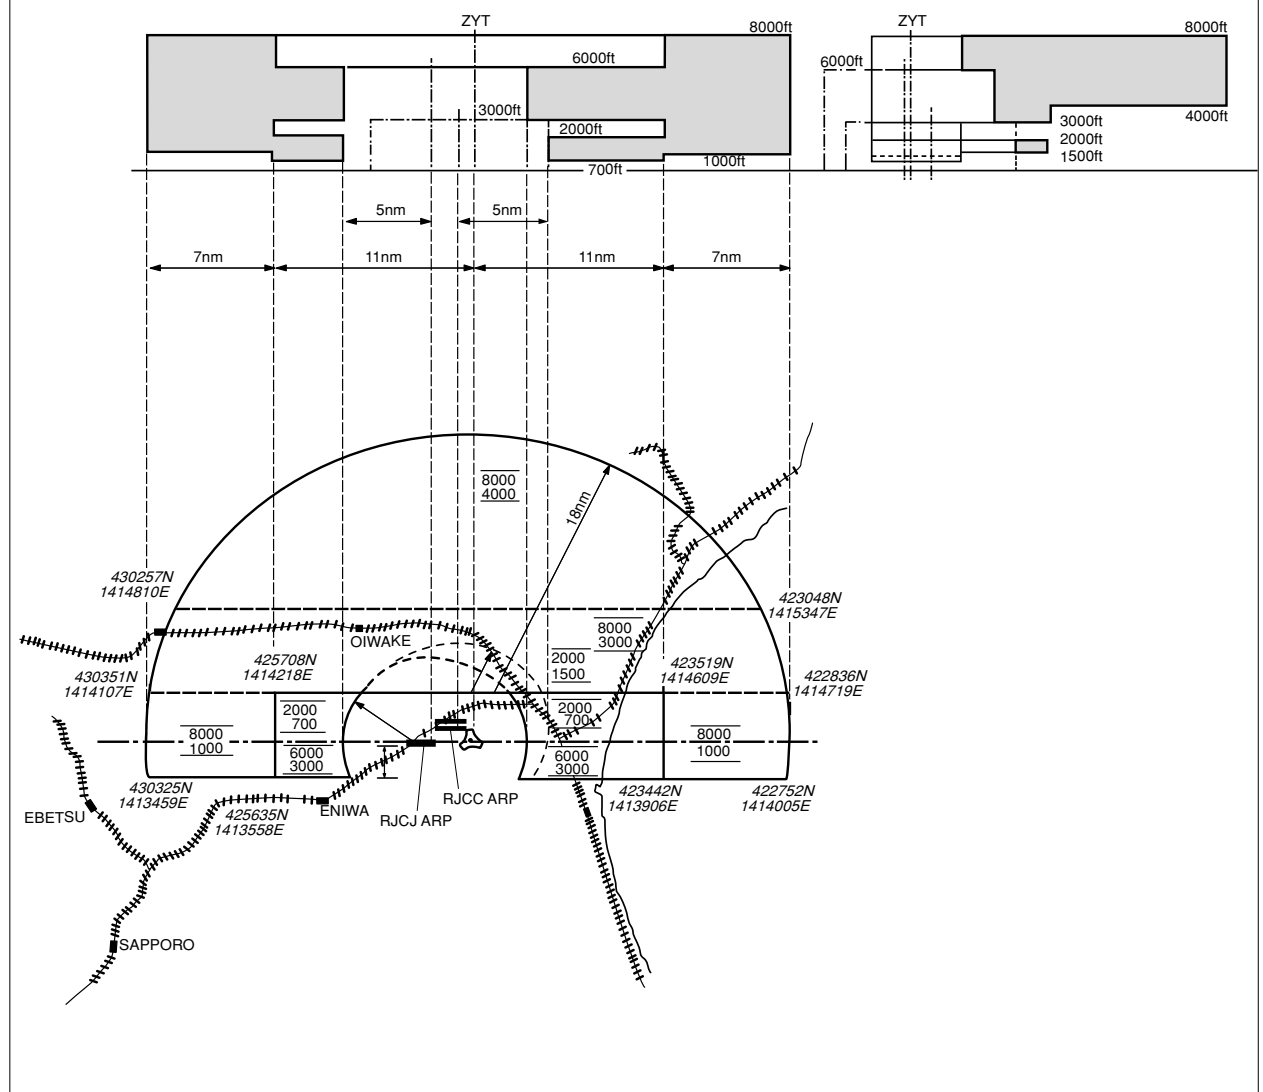 ZYT
8000ft
6000ft
3000ft
2000ft
1000ft
700ft
ZYT
8000ft
6000ft
4000ft
3000ft
2000ft
1500ft
5nm
5nm
7nm
11nm
11nm
7nm
8000
4000
18nm
430257N
1414810E
423048N
1415347E
OIWAKE
8000
3000
2000
1500
425708N
1414218E
430351N
1414107E
423519N
1414609E
422836N
1414719E
2000
700
2000
700
8000
1000
6000
3000
6000
3000
8000
1000
430325N
1413459E
425635N
1413558E
ENIWA
RJCC ARP
RJCJ ARP
423442N
1413906E
422752N
1414005E
EBETSU
SAPPORO